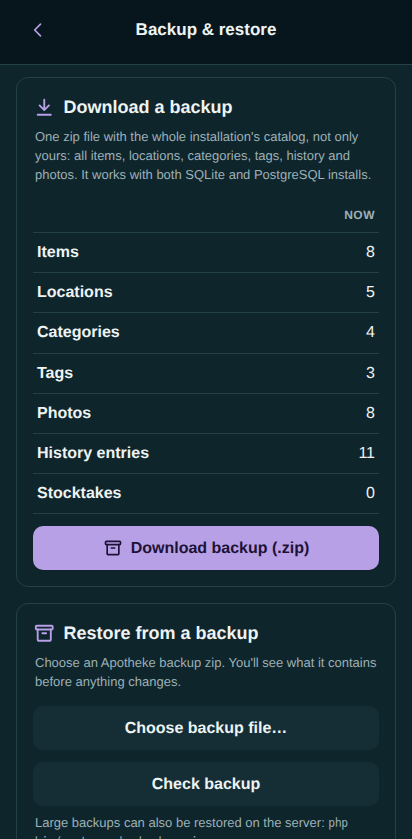 Backup & restore
Download a backup
One zip file with the whole installation's catalog, not only
yours: all items, locations, categories, tags, history and
photos. It works with both SQLite and PostgreSQL installs.
NOW
Items 8
Locations 5
Categories 4
Tags 3
Photos 8
History entries 11
Stocktakes 0
Download backup (.zip)
Restore from a backup
Choose an Apotheke backup zip. You'll see what it contains
before anything changes.
Choose backup file…
Check backup
Large backups can also be restored on the server: php